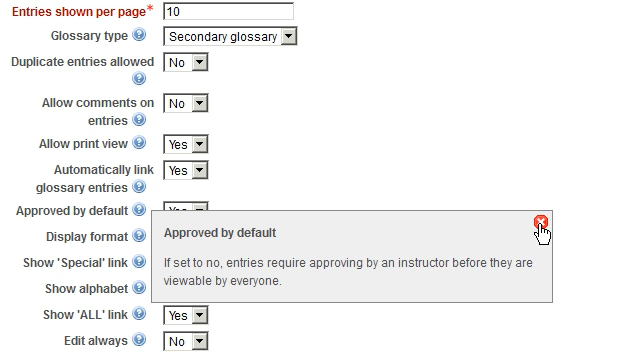 Entries shown per page* 10
Glossary type Secondary glossary
Duplicate entries allowed No
Allow comments on
entries No
Allow print view Yes
Automatically link
glossary entries Yes
Approved by default Yes
Approved by default
Display format
If set to no, entries require approving by an instructor before they are
Show 'Special' link
viewable by everyone.
Show alphabet
Show 'ALL' link Yes
Edit always No